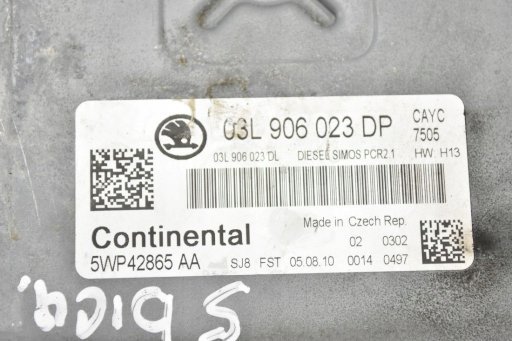 03L 906 023 DP
CAYC
7505
03L 906 023 DL DIESEL SIMOS PCR2.1 HW: H13
Continental
Made in Czech Rep.
02 0302
5WP42865 AA SJ8 FST 05.08.10 0014 0497